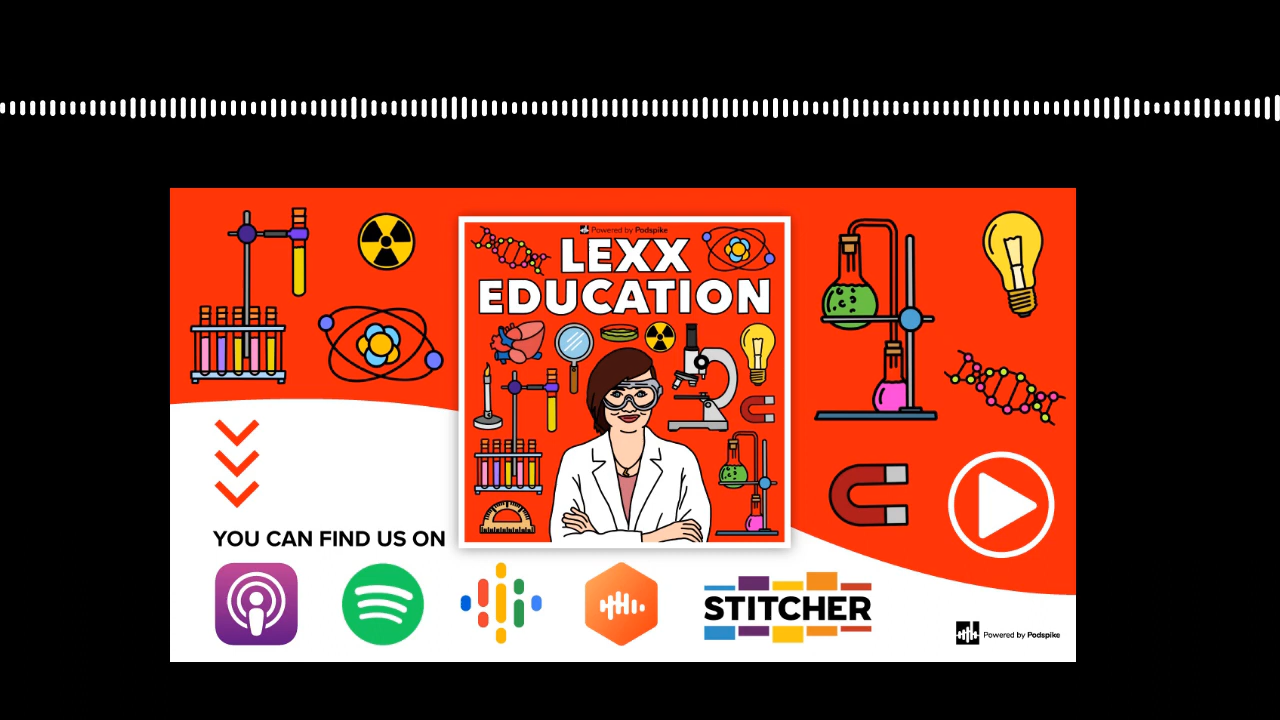 Powered by Podspike
LEXX
EDUCATION
YOU CAN FIND US ON
STITCHER
Powered by Podspike